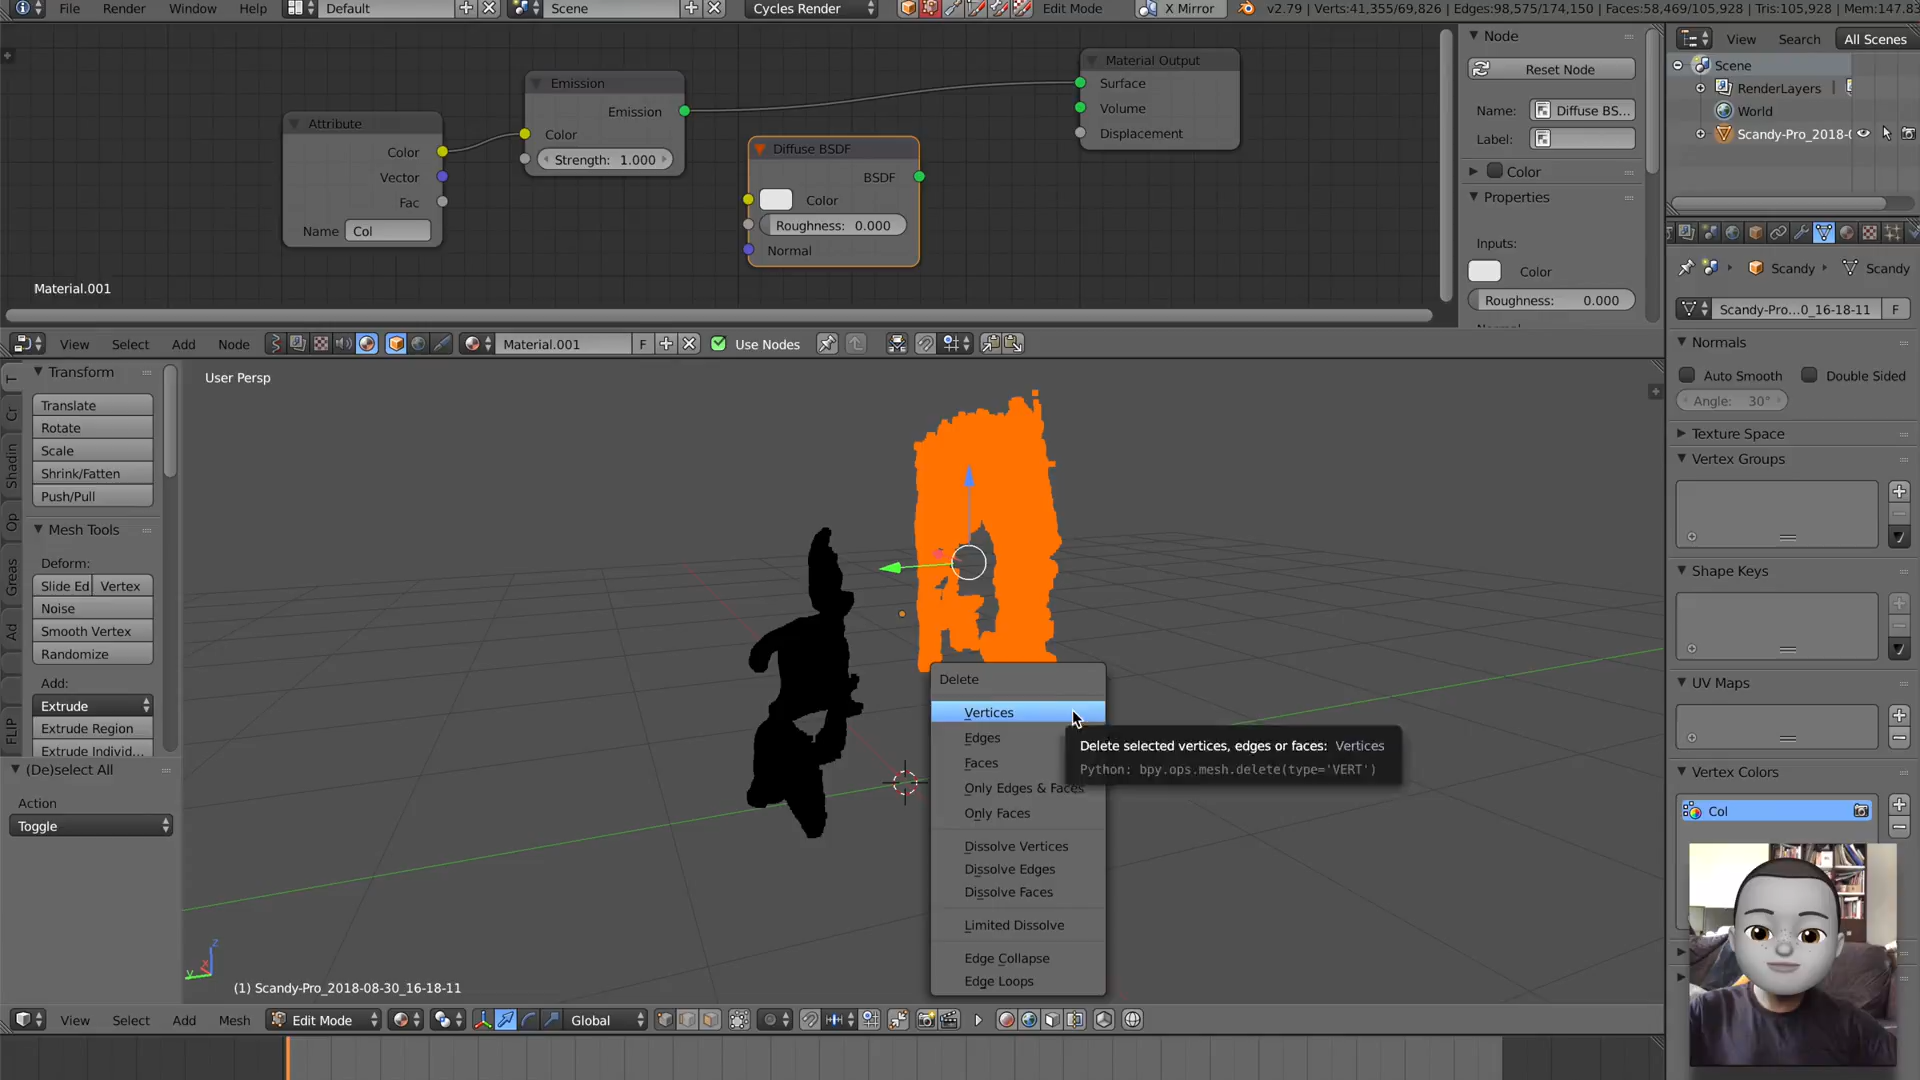 File Render Window Help Default Scene Cycles Render Edit Mode X Mirror v2.79 | Verts:41,355/69,826 | Edges:98,575/174,150 | Faces:58,469/105,928 | Tris:105,928 | Mem:147.8
View Search All Scenes
Node
Reset Node
Name: Diffuse BS...
Label:
Color
Properties
Inputs:
Color
Roughness: 0.000
Attribute
Color
Vector
Fac
Name Col
Emission
Emission
Color
Strength: 1.000
Diffuse BSDF
BSDF
Color
Roughness: 0.000
Normal
Material Output
Surface
Volume
Displacement
Material.001
Scene
RenderLayers
World
Scandy-Pro_2018-0
Scandy Scandy
Scandy-Pro...0_16-18-11 F
View Select Add Node Material.001 F Use Nodes
Transform
Translate
Rotate
Scale
Shrink/Fatten
Push/Pull
Mesh Tools
Deform:
Slide Ed Vertex
Noise
Smooth Vertex
Randomize
Add:
Extrude
Extrude Region
Extrude Individ...
T
Cr
Shadin
Op
Greas
Ad
FLIP
(De)select All
Action
Toggle
User Persp
Delete
Vertices
Edges
Faces
Only Edges & Faces
Only Faces
Dissolve Vertices
Dissolve Edges
Dissolve Faces
Limited Dissolve
Edge Collapse
Edge Loops
Delete selected vertices, edges or faces: Vertices
Python: bpy.ops.mesh.delete(type='VERT')
z
x
y
(1) Scandy-Pro_2018-08-30_16-18-11
Normals
Auto Smooth Double Sided
Angle: 30°
Texture Space
Vertex Groups
Shape Keys
UV Maps
Vertex Colors
Col
View Select Add Mesh Edit Mode Global